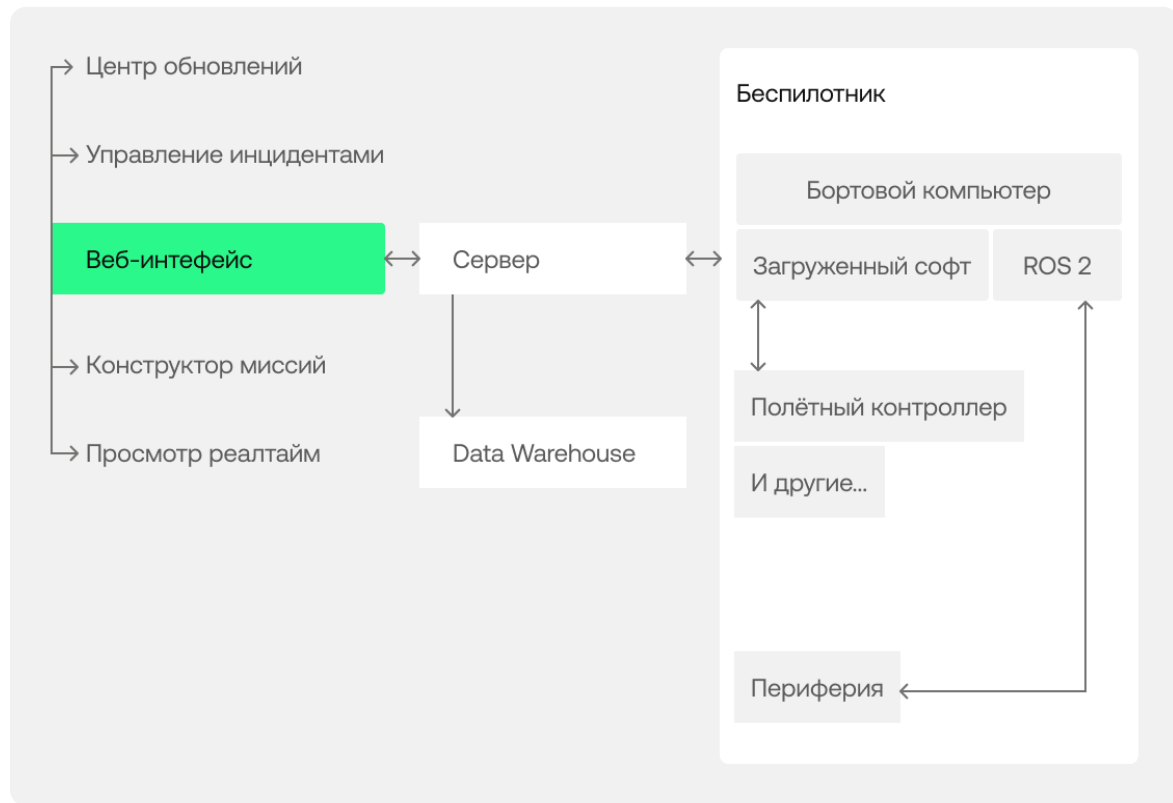 Центр обновлений
Управление инцидентами
Веб-интефейс
Конструктор миссий
Просмотр реалтайм
Сервер
Data Warehouse
Беспилотник
Бортовой компьютер
Загруженный софт
ROS 2
Полётный контроллер
И другие...
Периферия